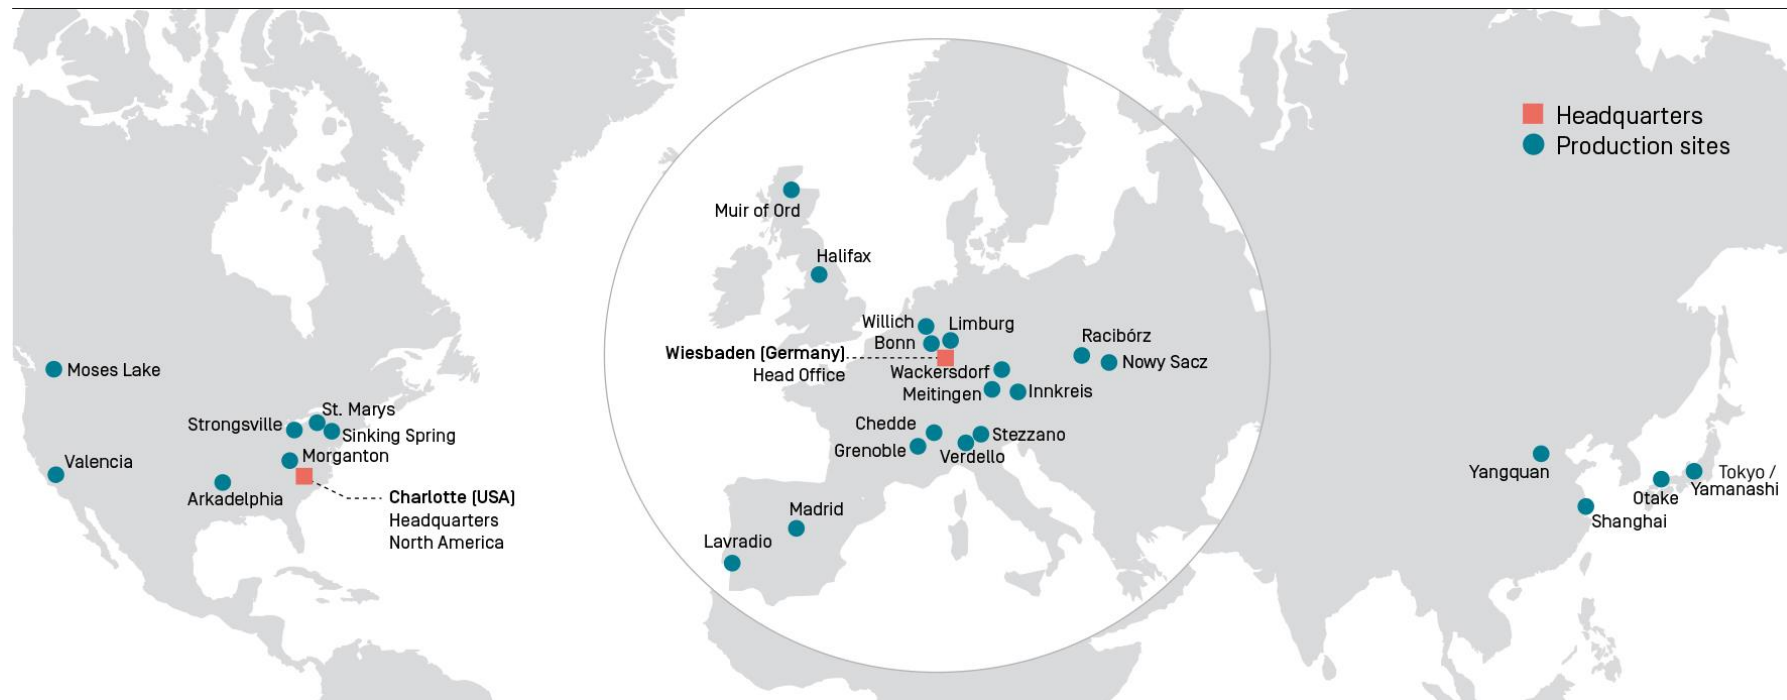 Headquarters
Production sites
Muir of Ord
Halifax
Willich
Limburg
Bonn
Wiesbaden (Germany)
Head Office
Racibórz
Nowy Sacz
Wackersdorf
Meitingen
Innkreis
Chedde
Grenoble
Stezzano
Verdello
Madrid
Lavradio
Moses Lake
St. Marys
Strongsville
Sinking Spring
Morganton
Valencia
Arkadelphia
Charlotte (USA)
Headquarters
North America
Yangquan
Shanghai
Otake
Tokyo /
Yamanashi